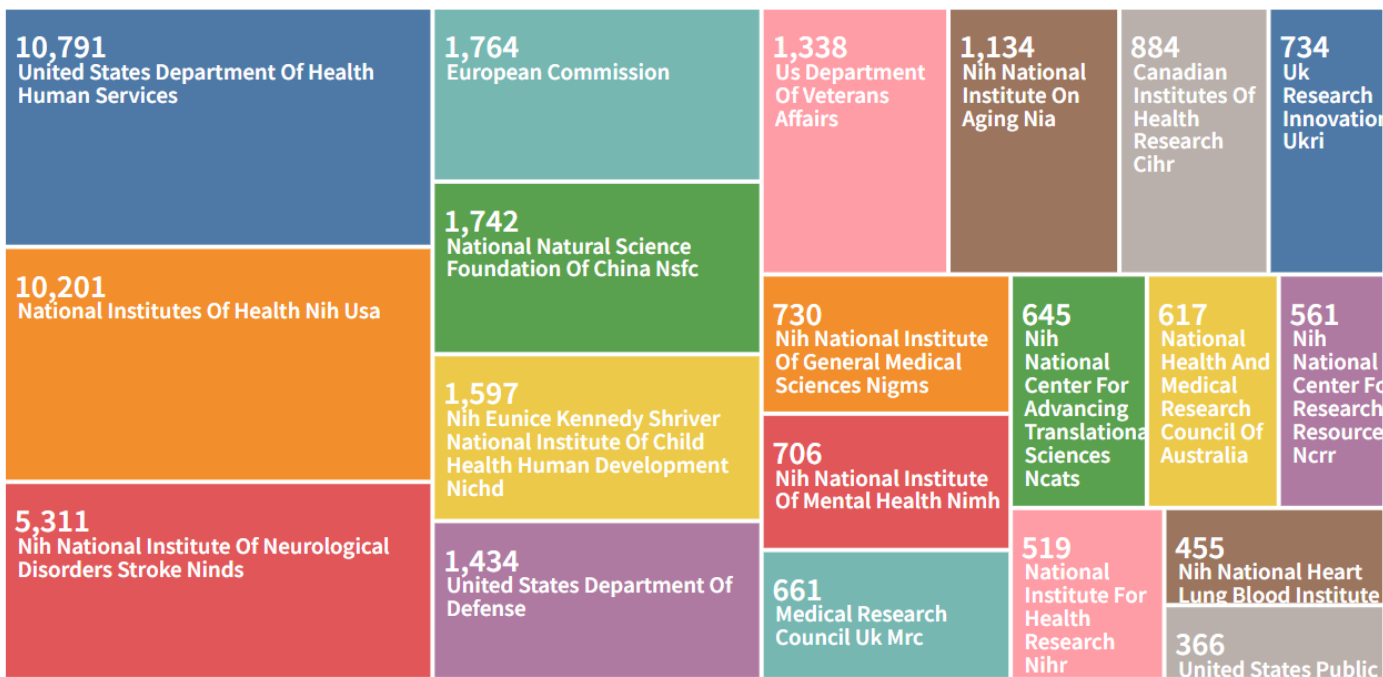 10,791
United States Department Of Health
Human Services
10,201
National Institutes Of Health Nih Usa
5,311
Nih National Institute Of Neurological
Disorders Stroke Ninds
1,764
European Commission
1,742
National Natural Science
Foundation Of China Nsfc
1,597
Nih Eunice Kennedy Shriver
National Institute Of Child
Health Human Development
Nichd
1,434
United States Department Of
Defense
1,338
Us Department
Of Veterans
Affairs
1,134
Nih National
Institute On
Aging Nia
884
Canadian
Institutes Of
Health
Research
Cihr
734
Uk
Research
Innovation
Ukri
730
Nih National Institute
Of General Medical
Sciences Nigms
706
Nih National Institute
Of Mental Health Nimh
661
Medical Research
Council Uk Mrc
645
Nih
National
Center For
Advancing
Translationa
Sciences
Ncats
617
National
Health And
Medical
Research
Council Of
Australia
561
Nih
National
Center Fo
Research
Resource
Ncrr
519
National
Institute For
Health
Research
Nihr
455
Nih National Heart
Lung Blood Institute
366
United States Public